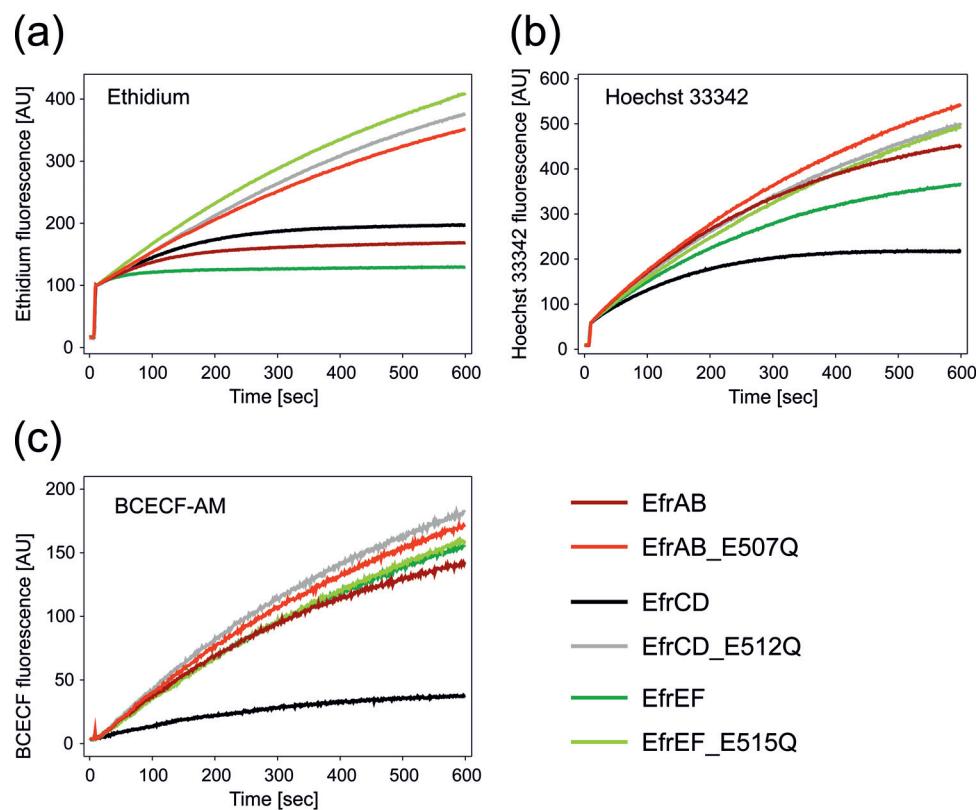 (a)
Ethidium
Ethidium fluorescence [AU]
400
300
200
100
0
0 100 200 300 400 500 600
Time [sec]
(b)
Hoechst 33342
Hoechst 33342 fluorescence [AU]
600
500
400
300
200
100
0
0 100 200 300 400 500 600
Time [sec]
(c)
BCECF-AM
BCECF fluorescence [AU]
200
150
100
50
0
0 100 200 300 400 500 600
Time [sec]
EfrAB
EfrAB_E507Q
EfrCD
EfrCD_E512Q
EfrEF
EfrEF_E515Q